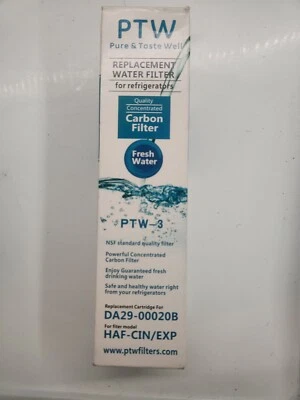 PTW
Pure & Taste Well
REPLACEMENT
WATER FILTER
for refrigerators
Quality
Concentrated
Carbon
Filter
Fresh
Water
PTW-3
NSF standard quality filter
Powerful Concentrated
Carbon Filter
Enjoy Guaranteed fresh
drinking water
Safe and healthy water right
from your refrigerators
Replacement Cartridge For
DA29-00020B
For filer model
HAF-CIN/EXP
www.ptwfilters.com